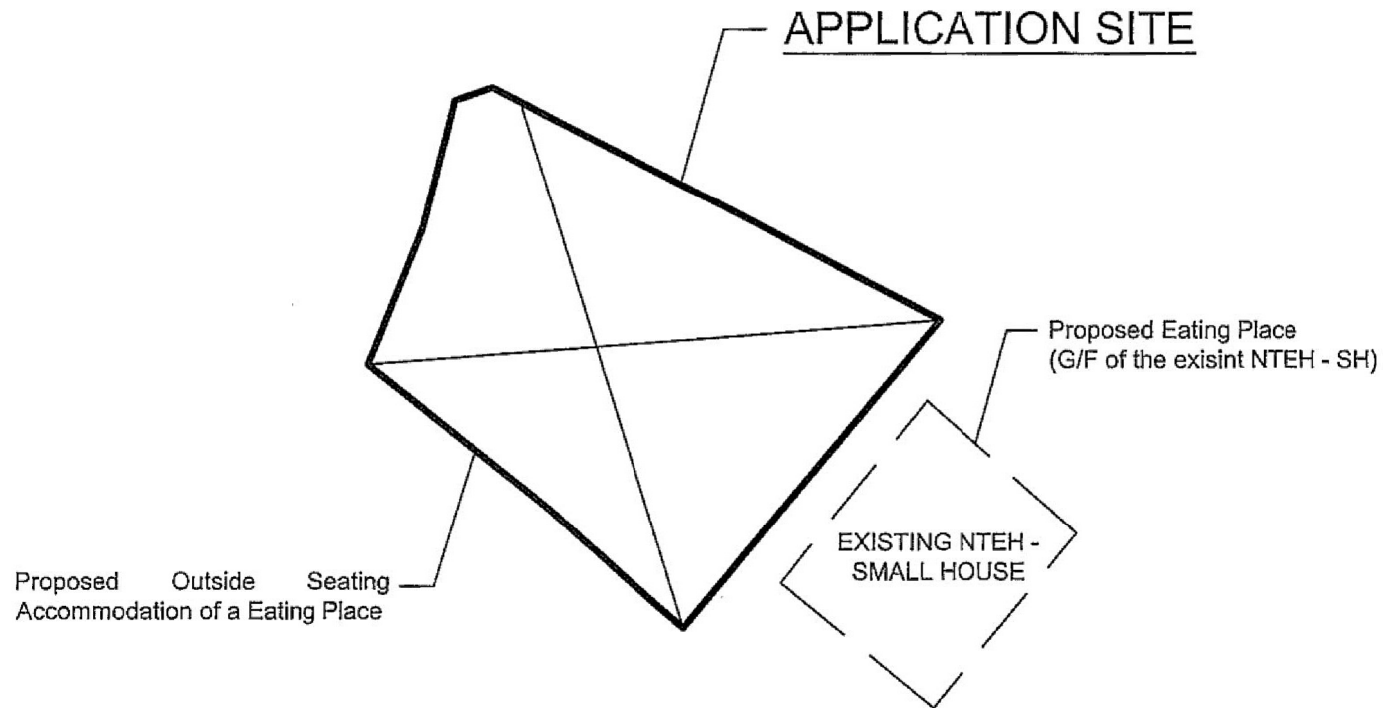 APPLICATION SITE
Proposed Eating Place
(G/F of the exisint NTEH - SH)
EXISTING NTEH -
SMALL HOUSE
Proposed Outside Seating
Accommodation of a Eating Place